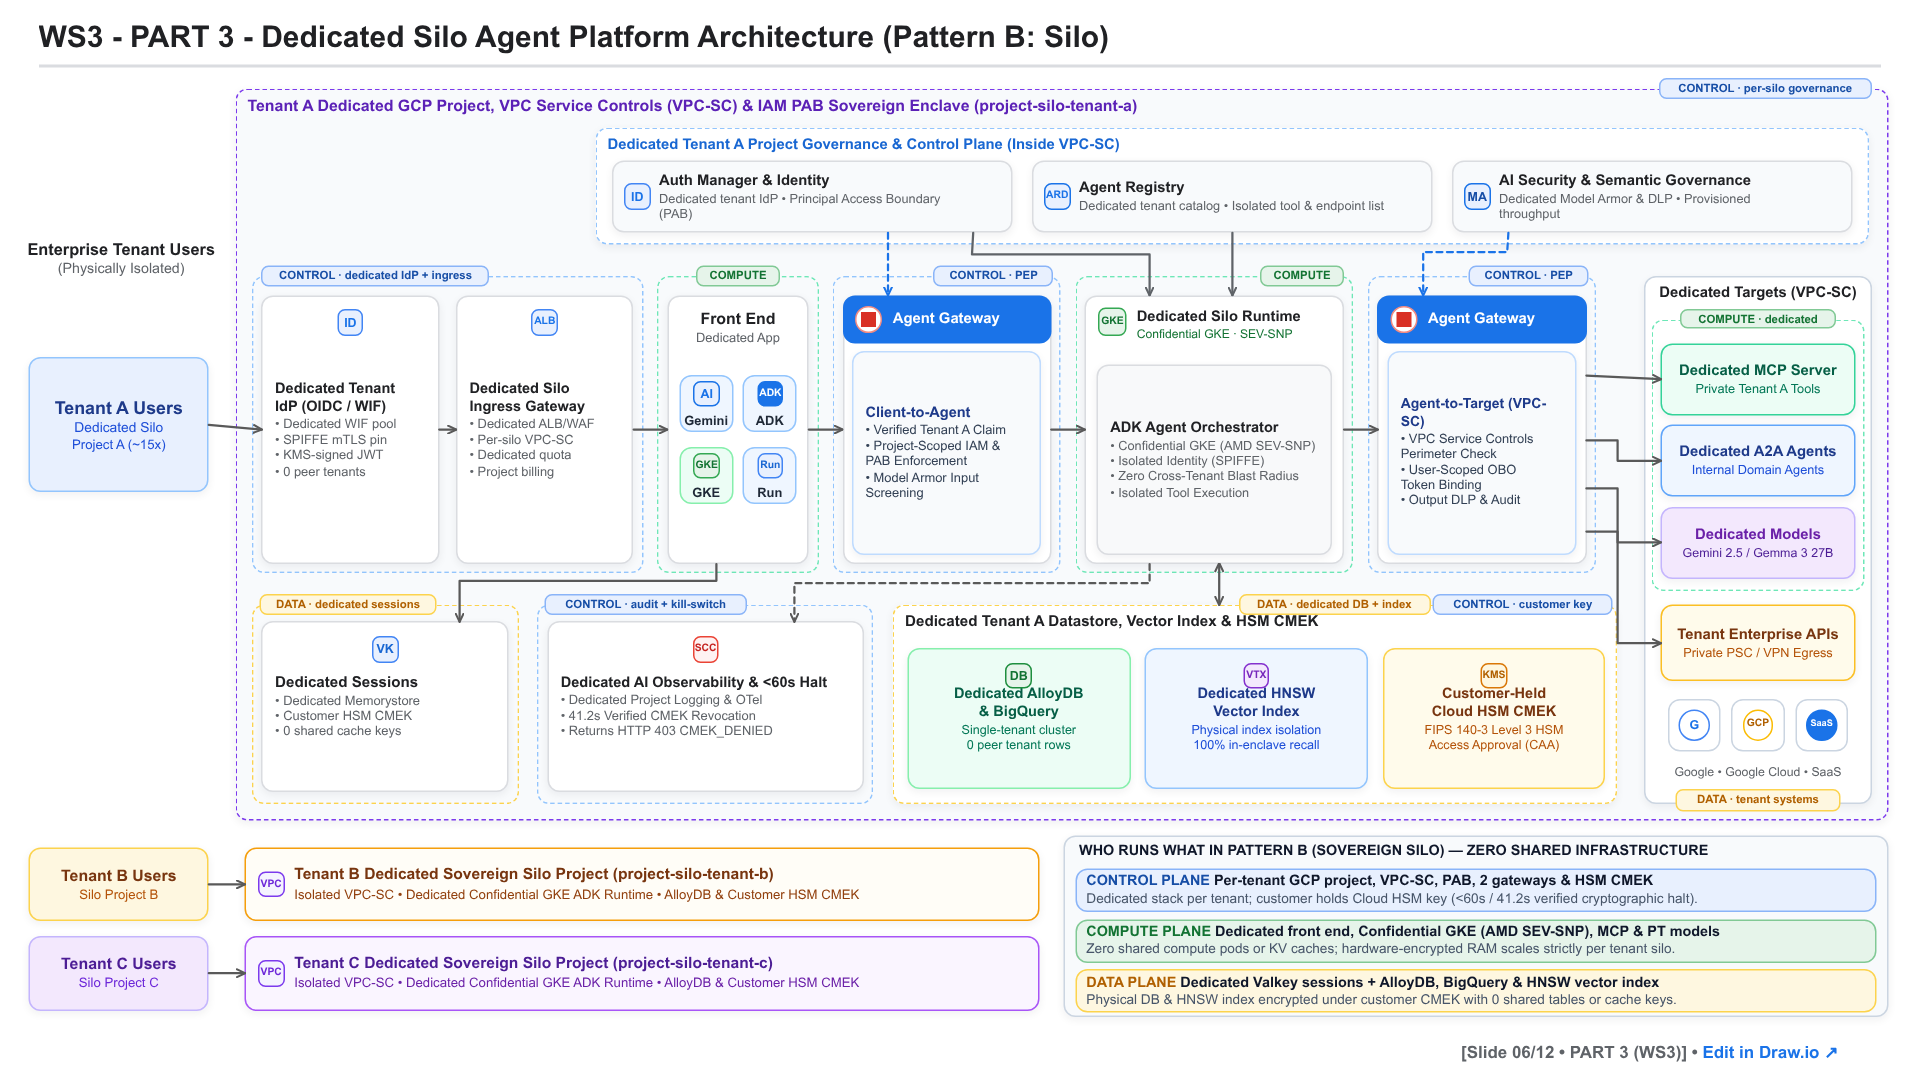 WS3 - PART 3 - Dedicated Silo Agent Platform Architecture (Pattern B: Silo)
CONTROL · per-silo governance
Tenant A Dedicated GCP Project, VPC Service Controls (VPC-SC) & IAM PAB Sovereign Enclave (project-silo-tenant-a)
Dedicated Tenant A Project Governance & Control Plane (Inside VPC-SC)
ID
Auth Manager & Identity
Dedicated tenant IdP • Principal Access Boundary
(PAB)
ARD
Agent Registry
Dedicated tenant catalog • Isolated tool & endpoint list
MA
AI Security & Semantic Governance
Dedicated Model Armor & DLP • Provisioned
throughput
Enterprise Tenant Users
(Physically Isolated)
Tenant A Users
Dedicated Silo
Project A (~15x)
CONTROL · dedicated IdP + ingress
ID
Dedicated Tenant
IdP (OIDC / WIF)
• Dedicated WIF pool
• SPIFFE mTLS pin
• KMS-signed JWT
• 0 peer tenants
ALB
Dedicated Silo
Ingress Gateway
• Dedicated ALB/WAF
• Per-silo VPC-SC
• Dedicated quota
• Project billing
COMPUTE
Front End
Dedicated App
AI
Gemini
ADK
ADK
GKE
GKE
Run
Run
CONTROL · PEP
Agent Gateway
Client-to-Agent
• Verified Tenant A Claim
• Project-Scoped IAM &
PAB Enforcement
• Model Armor Input
Screening
COMPUTE
GKE
Dedicated Silo Runtime
Confidential GKE · SEV-SNP
ADK Agent Orchestrator
• Confidential GKE (AMD SEV-SNP)
• Isolated Identity (SPIFFE)
• Zero Cross-Tenant Blast Radius
• Isolated Tool Execution
CONTROL · PEP
Agent Gateway
Agent-to-Target (VPC-
SC)
• VPC Service Controls
Perimeter Check
• User-Scoped OBO
Token Binding
• Output DLP & Audit
Dedicated Targets (VPC-SC)
COMPUTE · dedicated
Dedicated MCP Server
Private Tenant A Tools
Dedicated A2A Agents
Internal Domain Agents
Dedicated Models
Gemini 2.5 / Gemma 3 27B
Tenant Enterprise APIs
Private PSC / VPN Egress
G
GCP
SaaS
Google • Google Cloud • SaaS
DATA · tenant systems
DATA · dedicated sessions
VK
Dedicated Sessions
• Dedicated Memorystore
• Customer HSM CMEK
• 0 shared cache keys
CONTROL · audit + kill-switch
SCC
Dedicated AI Observability & <60s Halt
• Dedicated Project Logging & OTel
• 41.2s Verified CMEK Revocation
• Returns HTTP 403 CMEK_DENIED
DATA · dedicated DB + index
CONTROL · customer key
Dedicated Tenant A Datastore, Vector Index & HSM CMEK
DB
Dedicated AlloyDB
& BigQuery
Single-tenant cluster
0 peer tenant rows
VTX
Dedicated HNSW
Vector Index
Physical index isolation
100% in-enclave recall
KMS
Customer-Held
Cloud HSM CMEK
FIPS 140-3 Level 3 HSM
Access Approval (CAA)
Tenant B Users
Silo Project B
VPC
Tenant B Dedicated Sovereign Silo Project (project-silo-tenant-b)
Isolated VPC-SC • Dedicated Confidential GKE ADK Runtime • AlloyDB & Customer HSM CMEK
Tenant C Users
Silo Project C
VPC
Tenant C Dedicated Sovereign Silo Project (project-silo-tenant-c)
Isolated VPC-SC • Dedicated Confidential GKE ADK Runtime • AlloyDB & Customer HSM CMEK
WHO RUNS WHAT IN PATTERN B (SOVEREIGN SILO) — ZERO SHARED INFRASTRUCTURE
CONTROL PLANE Per-tenant GCP project, VPC-SC, PAB, 2 gateways & HSM CMEK
Dedicated stack per tenant; customer holds Cloud HSM key (<60s / 41.2s verified cryptographic halt).
COMPUTE PLANE Dedicated front end, Confidential GKE (AMD SEV-SNP), MCP & PT models
Zero shared compute pods or KV caches; hardware-encrypted RAM scales strictly per tenant silo.
DATA PLANE Dedicated Valkey sessions + AlloyDB, BigQuery & HNSW vector index
Physical DB & HNSW index encrypted under customer CMEK with 0 shared tables or cache keys.
[Slide 06/12 • PART 3 (WS3)] • Edit in Draw.io ↗